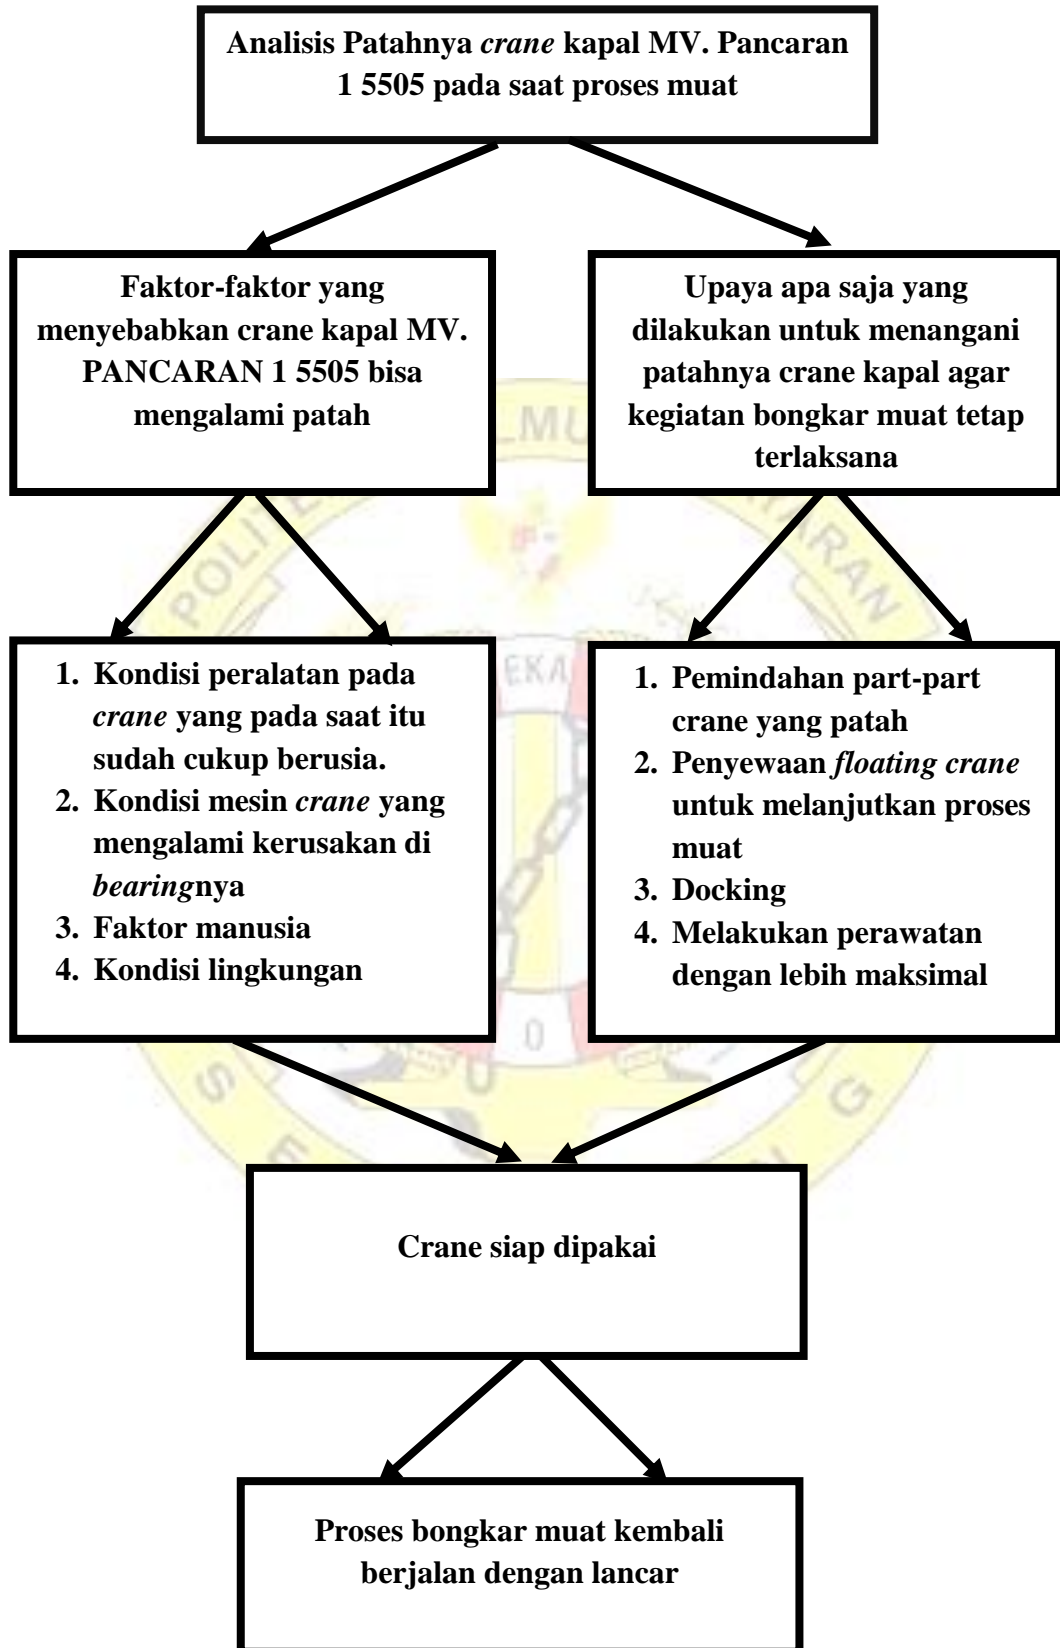 Analisis Patahnya crane kapal MV. Pancaran
1 5505 pada saat proses muat
Faktor-faktor yang
menyebabkan crane kapal MV.
PANCARAN 1 5505 bisa
mengalami patah
Upaya apa saja yang
dilakukan untuk menangani
patahnya crane kapal agar
kegiatan bongkar muat tetap
terlaksana
1. Kondisi peralatan pada
crane yang pada saat itu
sudah cukup berusia.
2. Kondisi mesin crane yang
mengalami kerusakan di
bearingnya
3. Faktor manusia
4. Kondisi lingkungan
1. Pemindahan part-part
crane yang patah
2. Penyewaan floating crane
untuk melanjutkan proses
muat
3. Docking
4. Melakukan perawatan
dengan lebih maksimal
Crane siap dipakai
Proses bongkar muat kembali
berjalan dengan lancar